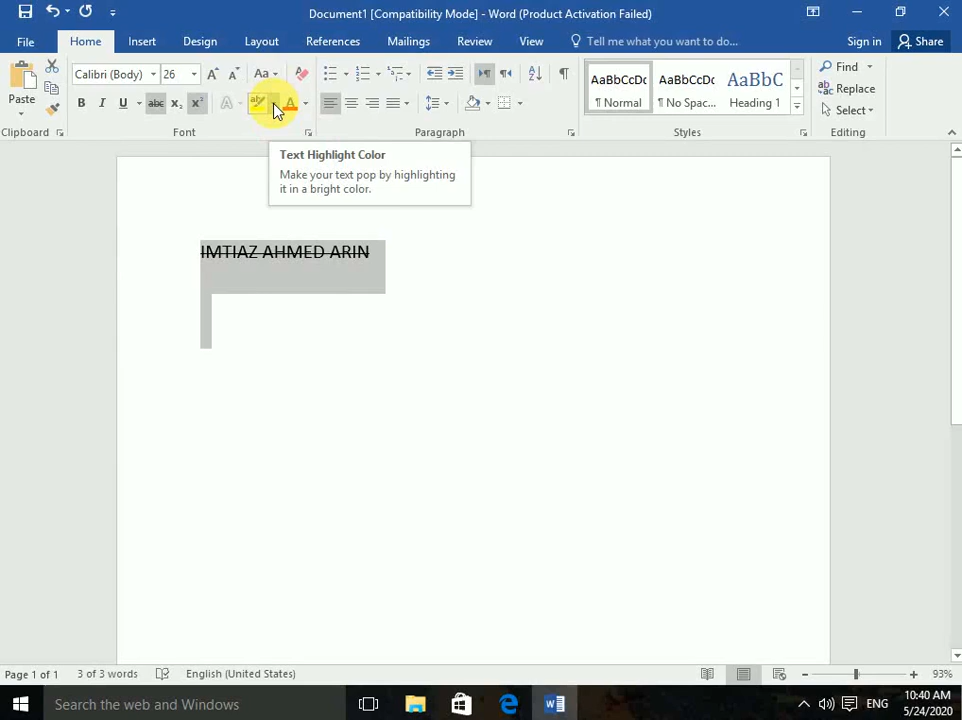 Document1 [Compatibility Mode] - Word (Product Activation Failed)
File Home Insert Design Layout References Mailings Review View Tell me what you want to do... Sign in Share
Paste
Calibri (Body) 26 Aa
B I U abc x₂ x² A aby A
AaBbCcDc AaBbCcDc AaBbC
¶ Normal ¶ No Spac... Heading 1
Find
Replace
Select
Clipboard Font Paragraph Styles Editing
Text Highlight Color
Make your text pop by highlighting
it in a bright color.
IMTIAZ AHMED ARIN
Page 1 of 1 3 of 3 words English (United States) 93%
Search the web and Windows
ENG
10:40 AM
5/24/2020